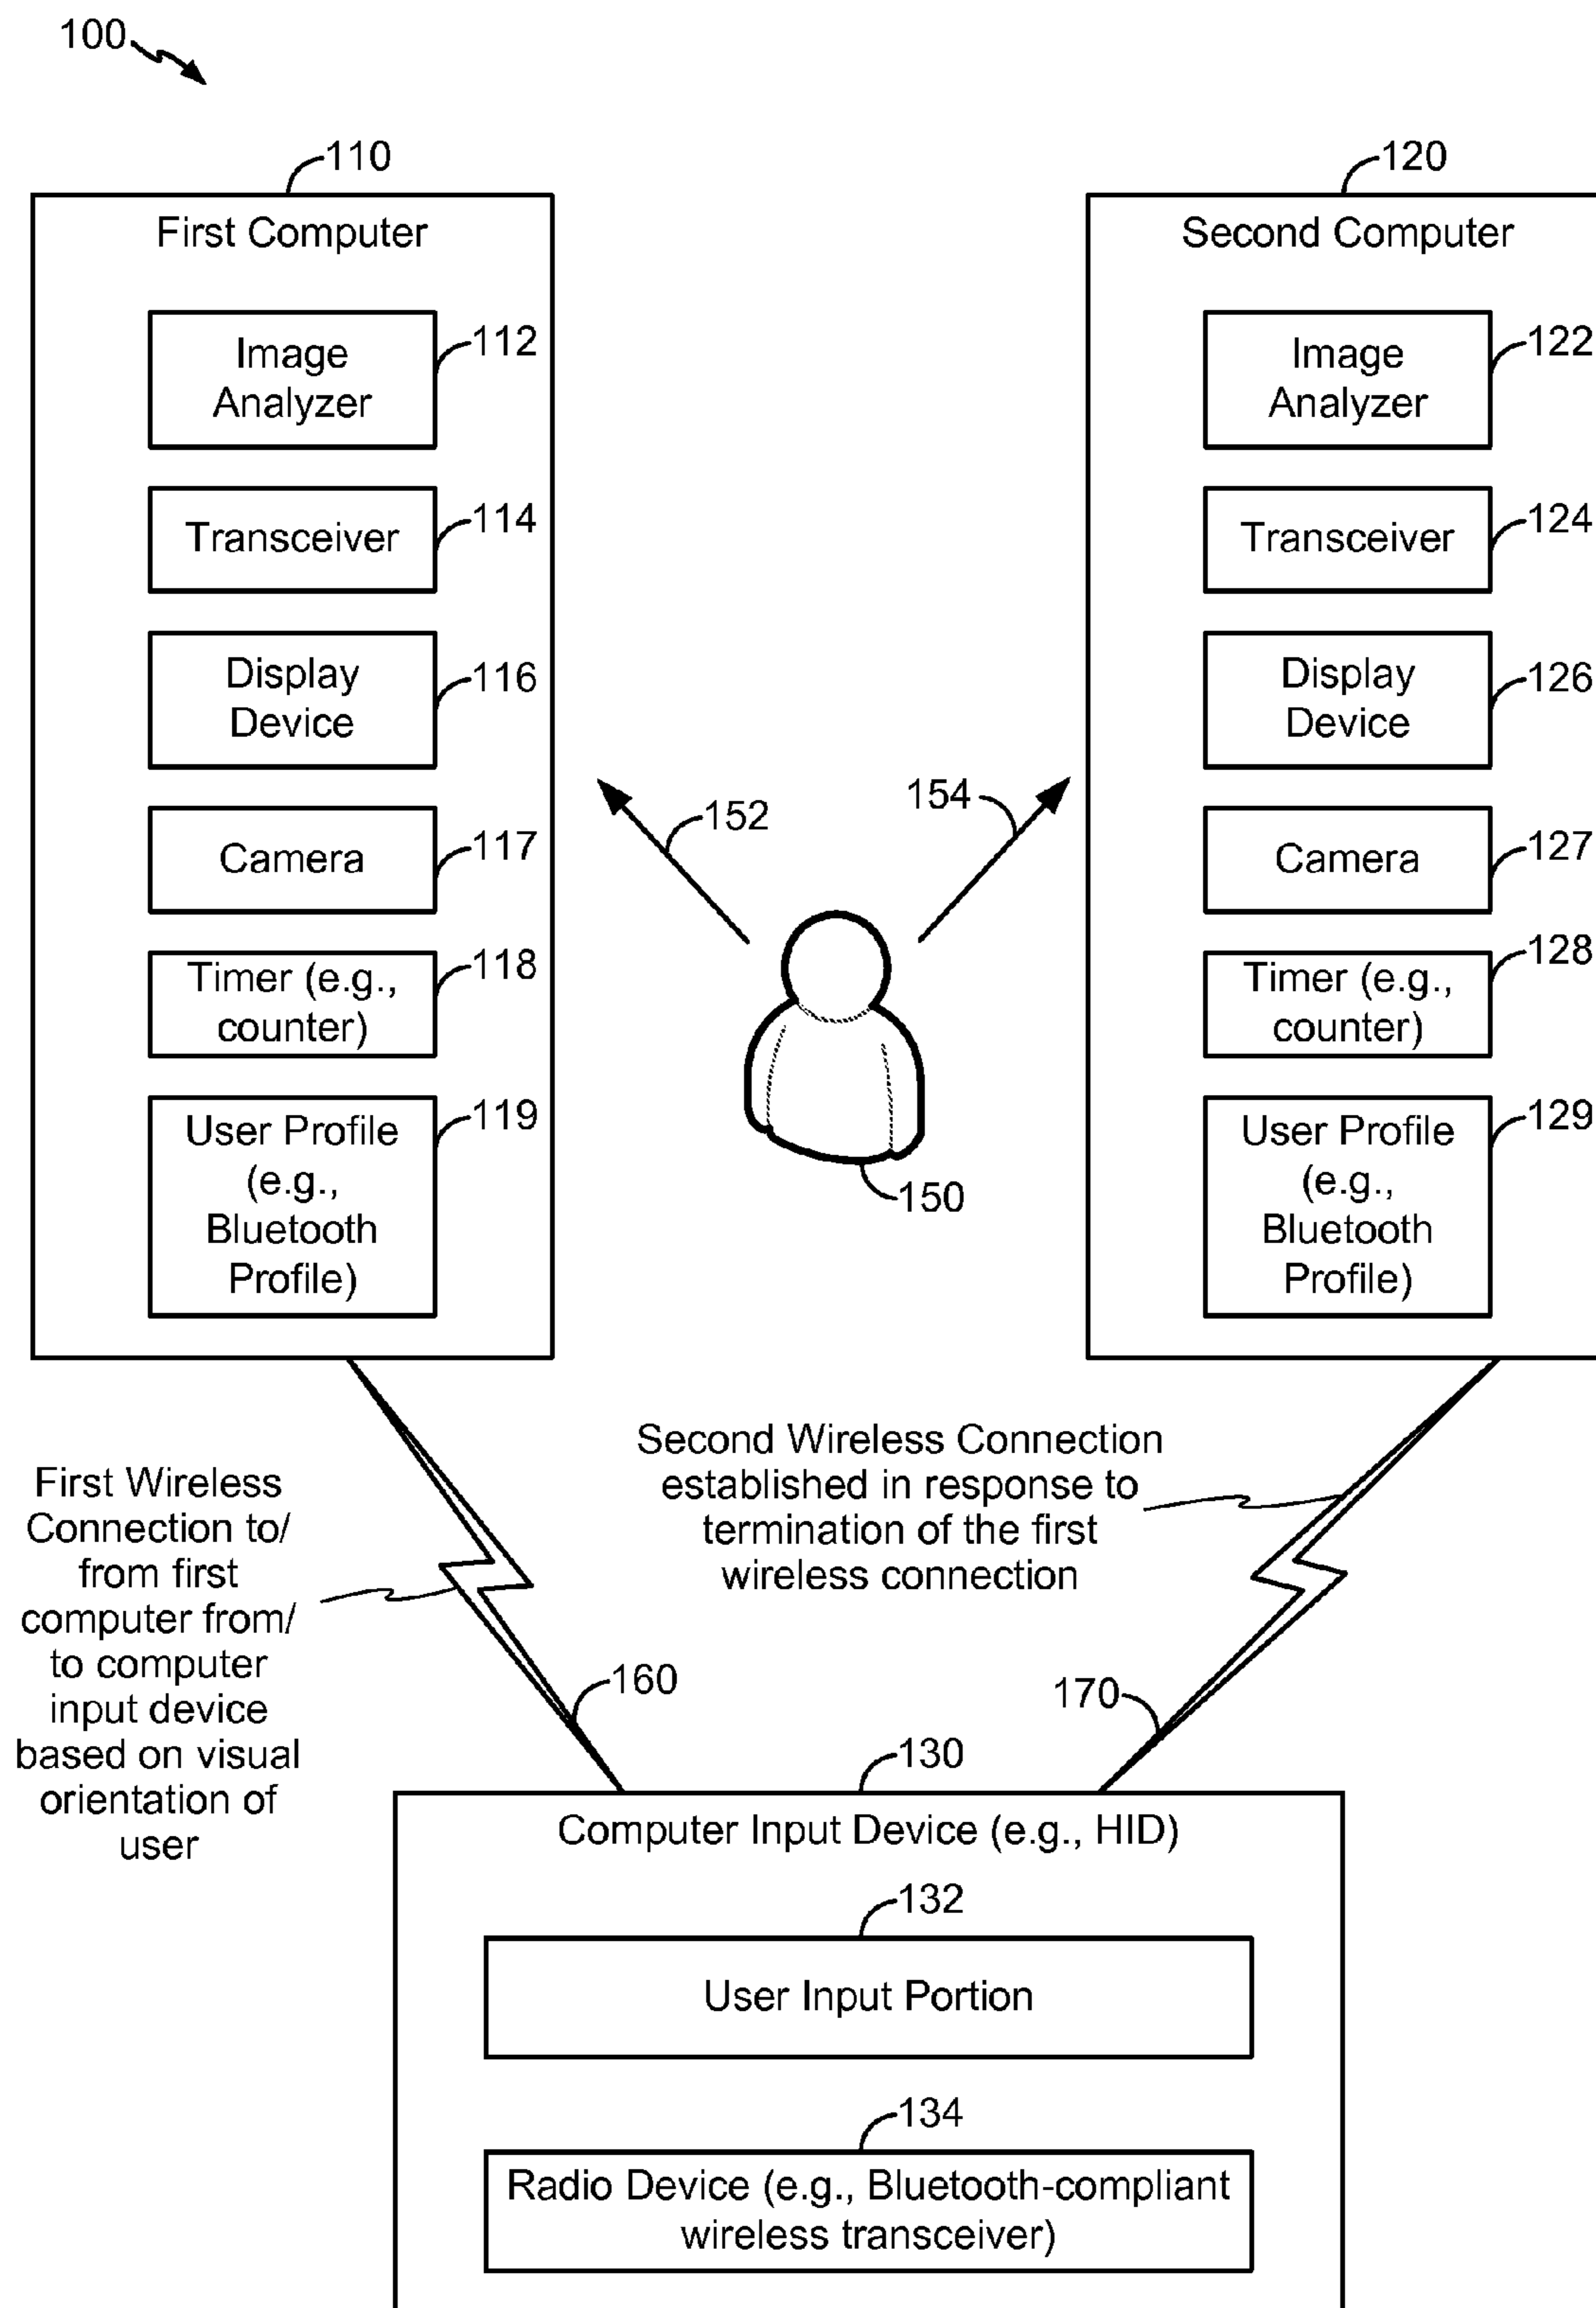 100
110
First Computer
Image
Analyzer
112
Transceiver
114
Display
Device
116
Camera
117
Timer (e.g.,
counter)
118
User Profile
(e.g.,
Bluetooth
Profile)
119
120
Second Computer
Image
Analyzer
122
Transceiver
124
Display
Device
126
Camera
127
Timer (e.g.,
counter)
128
User Profile
(e.g.,
Bluetooth
Profile)
129
152
154
150
First Wireless
Connection to/
from first
computer from/
to computer
input device
based on visual
orientation of
user
160
Second Wireless Connection
established in response to
termination of the first
wireless connection
170
130
Computer Input Device (e.g., HID)
132
User Input Portion
134
Radio Device (e.g., Bluetooth-compliant
wireless transceiver)